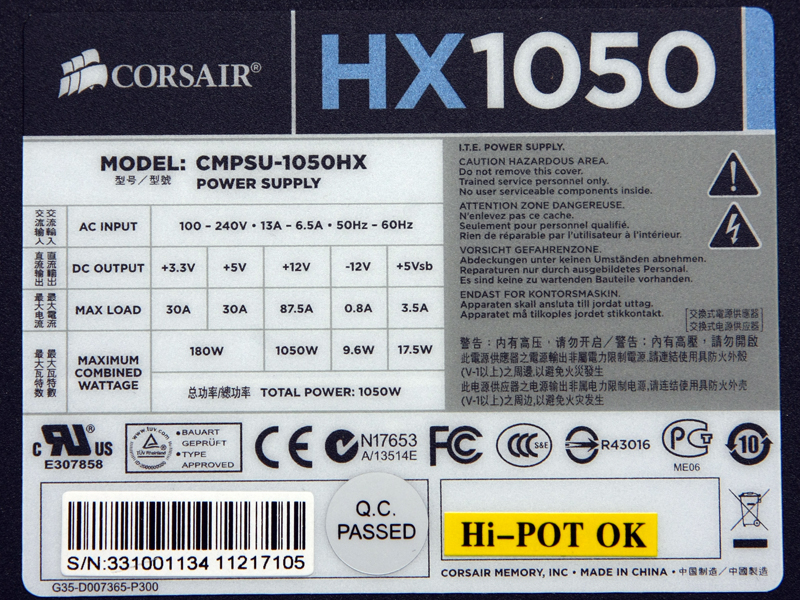 CORSAIR®
HX1050
MODEL: CMPSU-1050HX
型号／型號 POWER SUPPLY
交流输入 交流輸入 AC INPUT 100 – 240V • 13A – 6.5A • 50Hz – 60Hz
直流输出 直流輸出 DC OUTPUT +3.3V +5V +12V -12V +5Vsb
最大电流 最大電流 MAX LOAD 30A 30A 87.5A 0.8A 3.5A
最大瓦特数 最大瓦特數 MAXIMUM COMBINED WATTAGE 180W 1050W 9.6W 17.5W
总功率/總功率 TOTAL POWER: 1050W
I.T.E. POWER SUPPLY.
CAUTION HAZARDOUS AREA.
Do not remove this cover.
Trained service personnel only.
No user serviceable components inside.
ATTENTION ZONE DANGEREUSE.
N'enlevez pas ce cache.
Seulement pour personnel qualifié.
Rien de réparable par l'utilisateur à l'intérieur.
VORSICHT GEFAHRENZONE.
Abdeckungen unter keinen Umständen abnehmen.
Reparaturen nur durch ausgebildetes Personal.
Es sind keine zu wartenden Bauteile vorhanden.
ENDAST FOR KONTORSMASKIN.
Apparaten skall ansluta till jordat uttag.
Apparatet må tilkoples jordet stikkontakt.
交換式電源供應器
交换式电源供应器
警告：内有高压，请勿开启／警告：內有高壓，請勿開啟
此電源供應器之電源輸出非屬電力限制電源,請連結使用具防火外殼
(V-1以上)之周邊,以避免火災發生
此电源供应器之电源输出非属电力限制电源,请连结使用具防火外壳
(V-1以上)之周边,以避免火灾发生
c RU® US
E307858
www.tuv.com
TÜV Rheinland
• BAUART
GEPRÜFT
• TYPE
APPROVED
CE
N17653
A/13514E
FC
CCC S&E
R43016
PCT
ME06
10
S/N:331001134 11217105
Q.C.
PASSED
Hi-POT OK
CORSAIR MEMORY, INC • MADE IN CHINA • 中国制造／中國製造
G35-D007365-P300